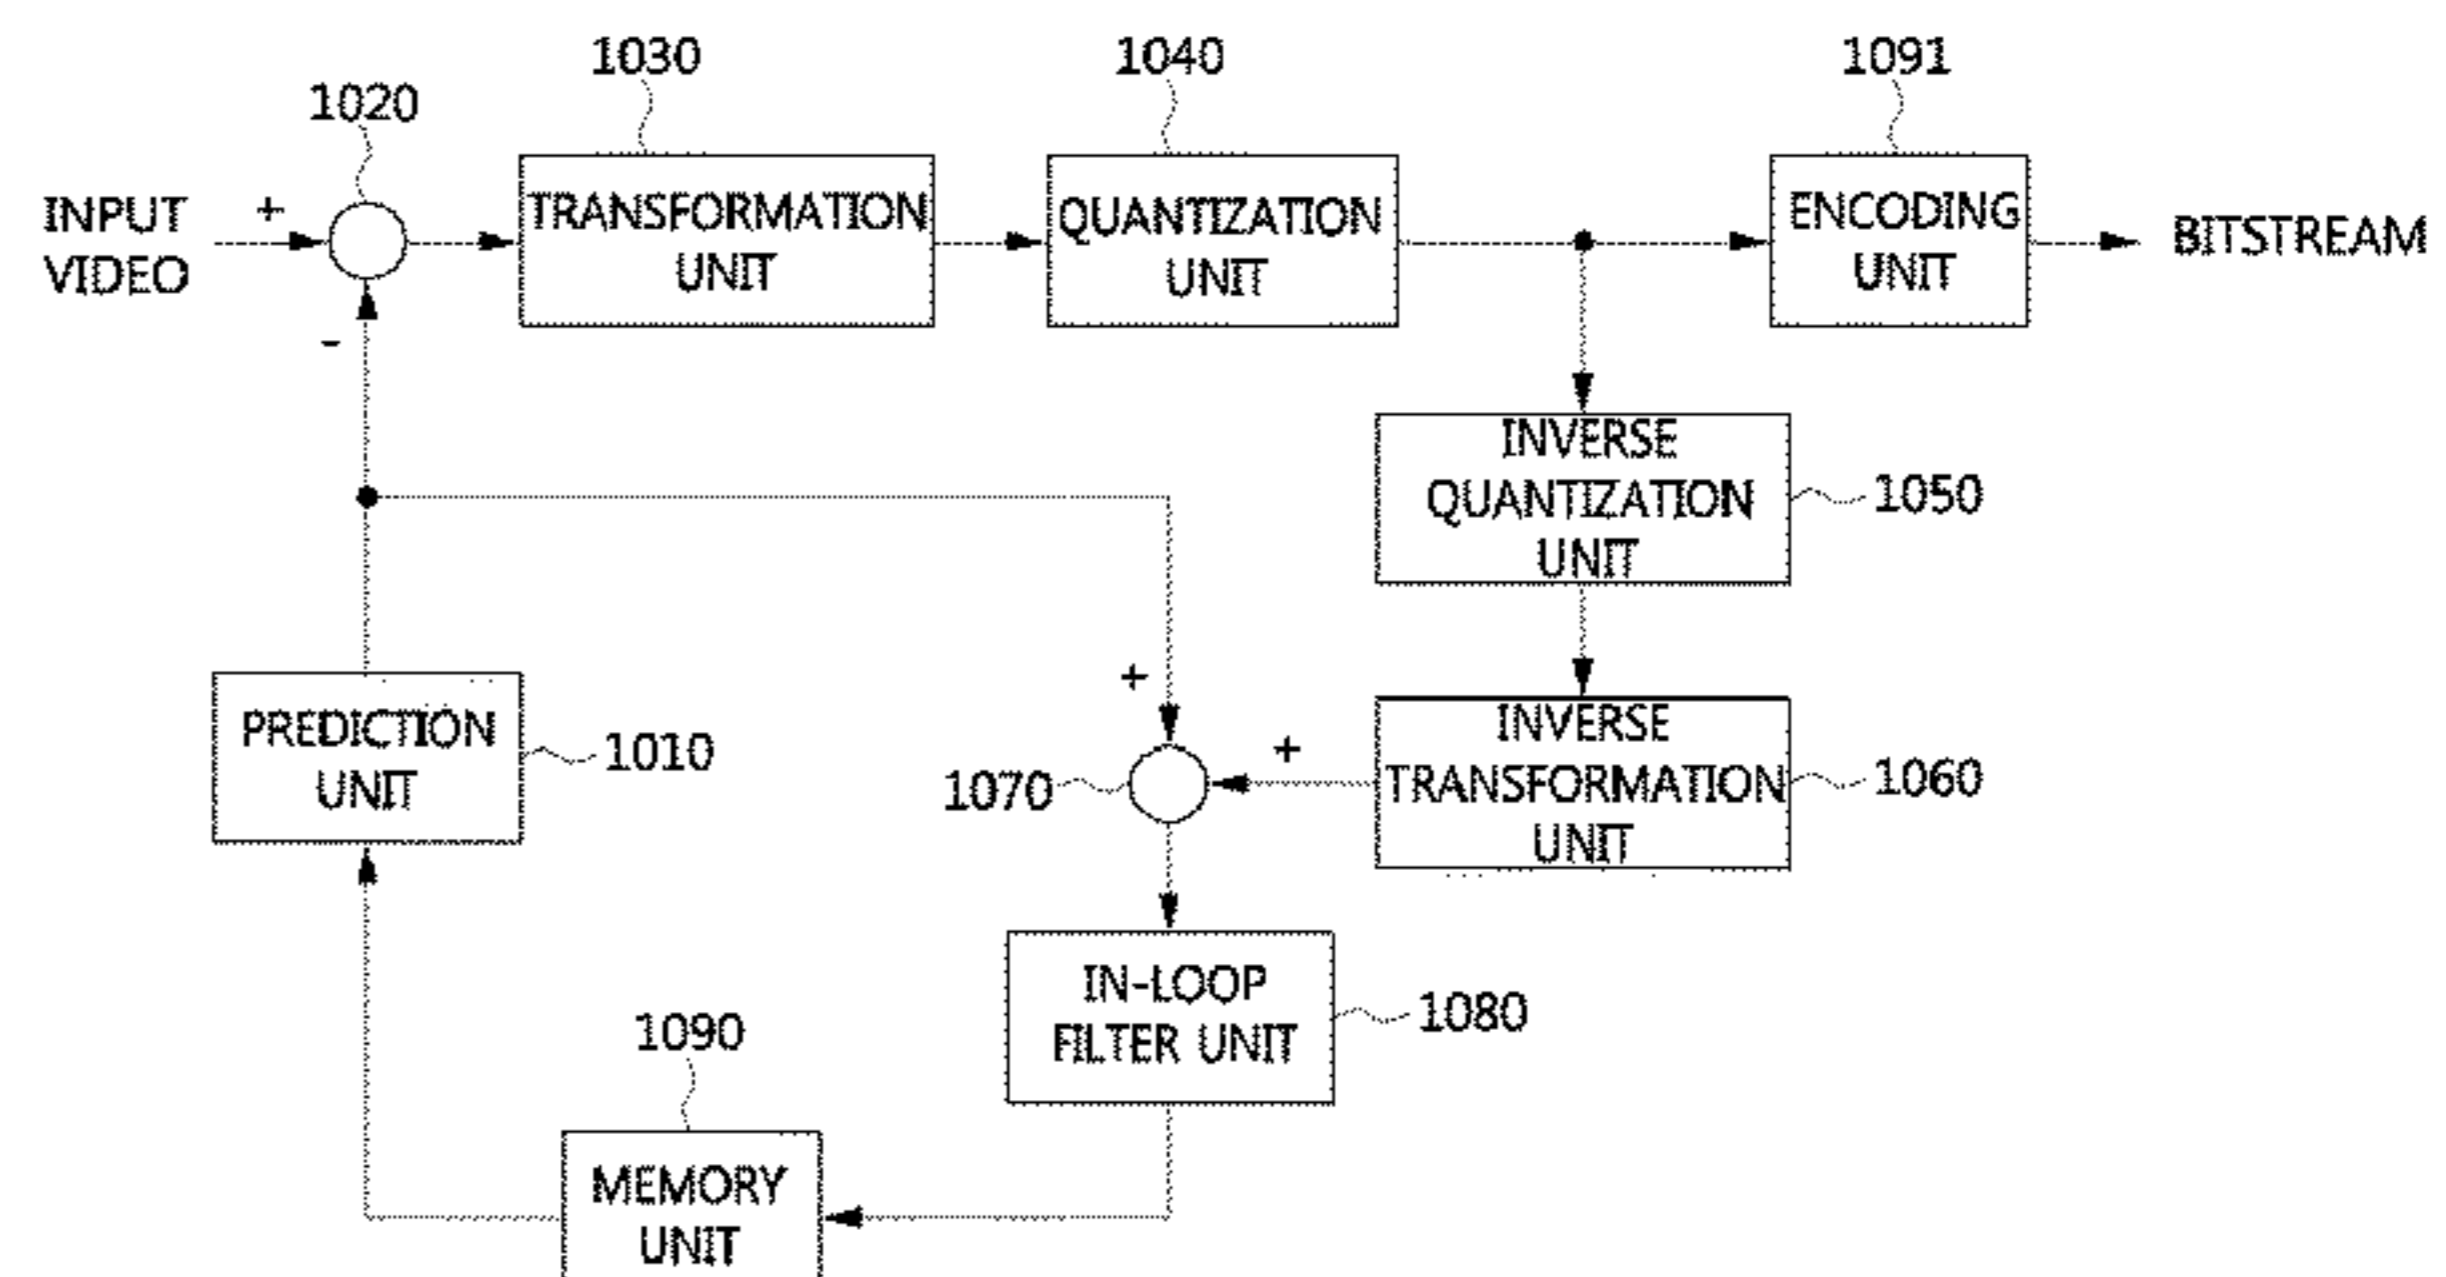 1030
1040
1091
1020
INPUT
VIDEO
+
-
TRANSFORMATION
UNIT
QUANTIZATION
UNIT
ENCODING
UNIT
BITSTREAM
INVERSE
QUANTIZATION
UNIT
1050
PREDICTION
UNIT
1010
+
1070
+
INVERSE
TRANSFORMATION
UNIT
1060
IN-LOOP
FILTER UNIT
1080
1090
MEMORY
UNIT